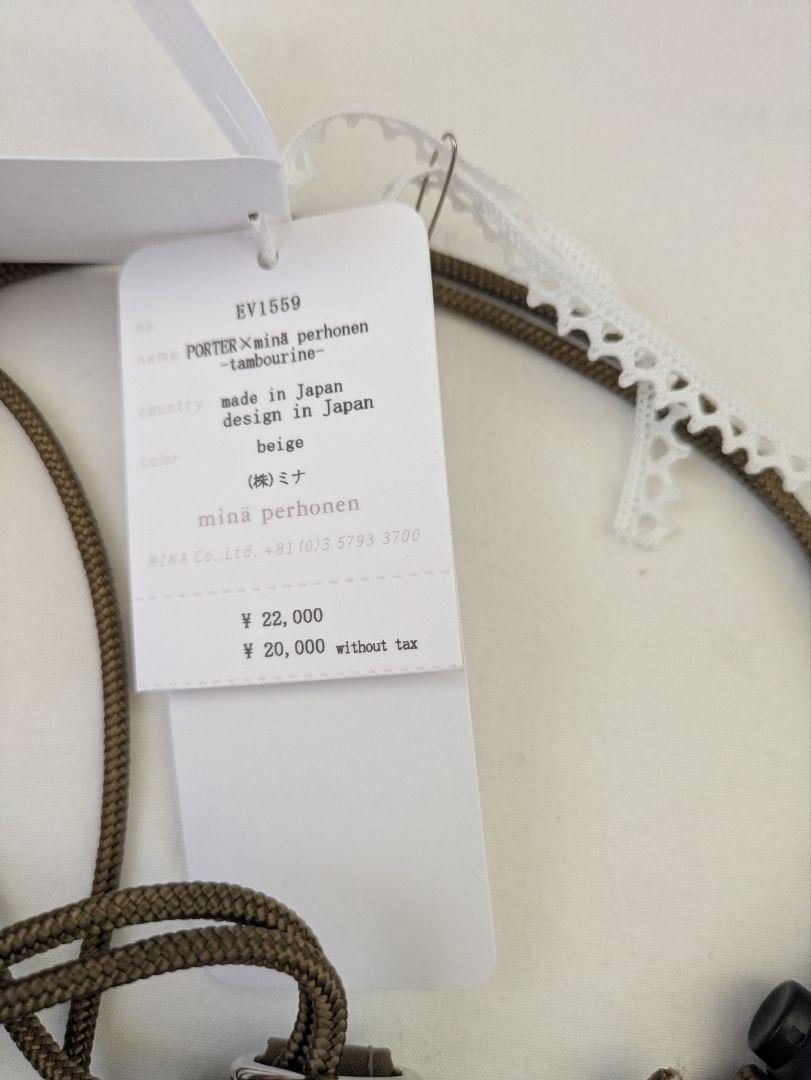 no. EV1559
name PORTER×minä perhonen
-tambourine-
country made in Japan
design in Japan
color beige
(株)ミナ
minä perhonen
MINA Co.,Ltd. +81 (0)3 5793 3700
¥ 22,000
¥ 20,000 without tax